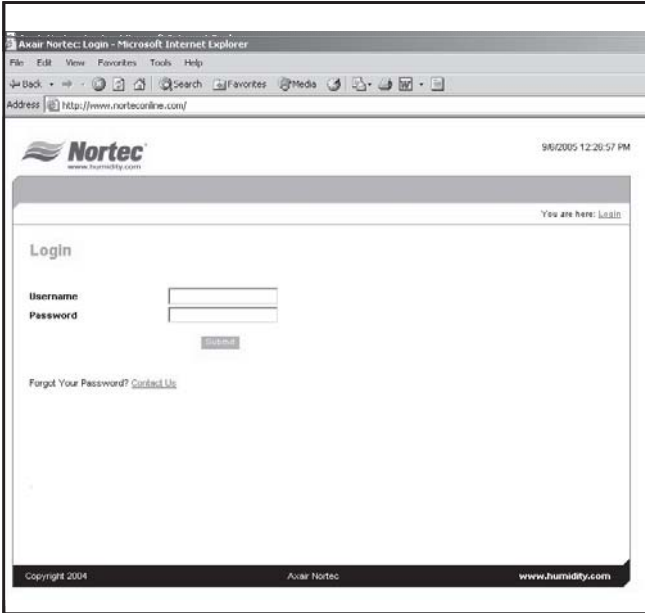 Axair Nortec: Login - Microsoft Internet Explorer
File Edit View Favorites Tools Help
Back Search Favorites Media
Address http://www.norteconline.com/
Nortec
www.humidity.com
9/6/2005 12:26:57 PM
You are here: Login
Login
Username
Password
Submit
Forgot Your Password? Contact Us
Copyright 2004 Axair Nortec www.humidity.com